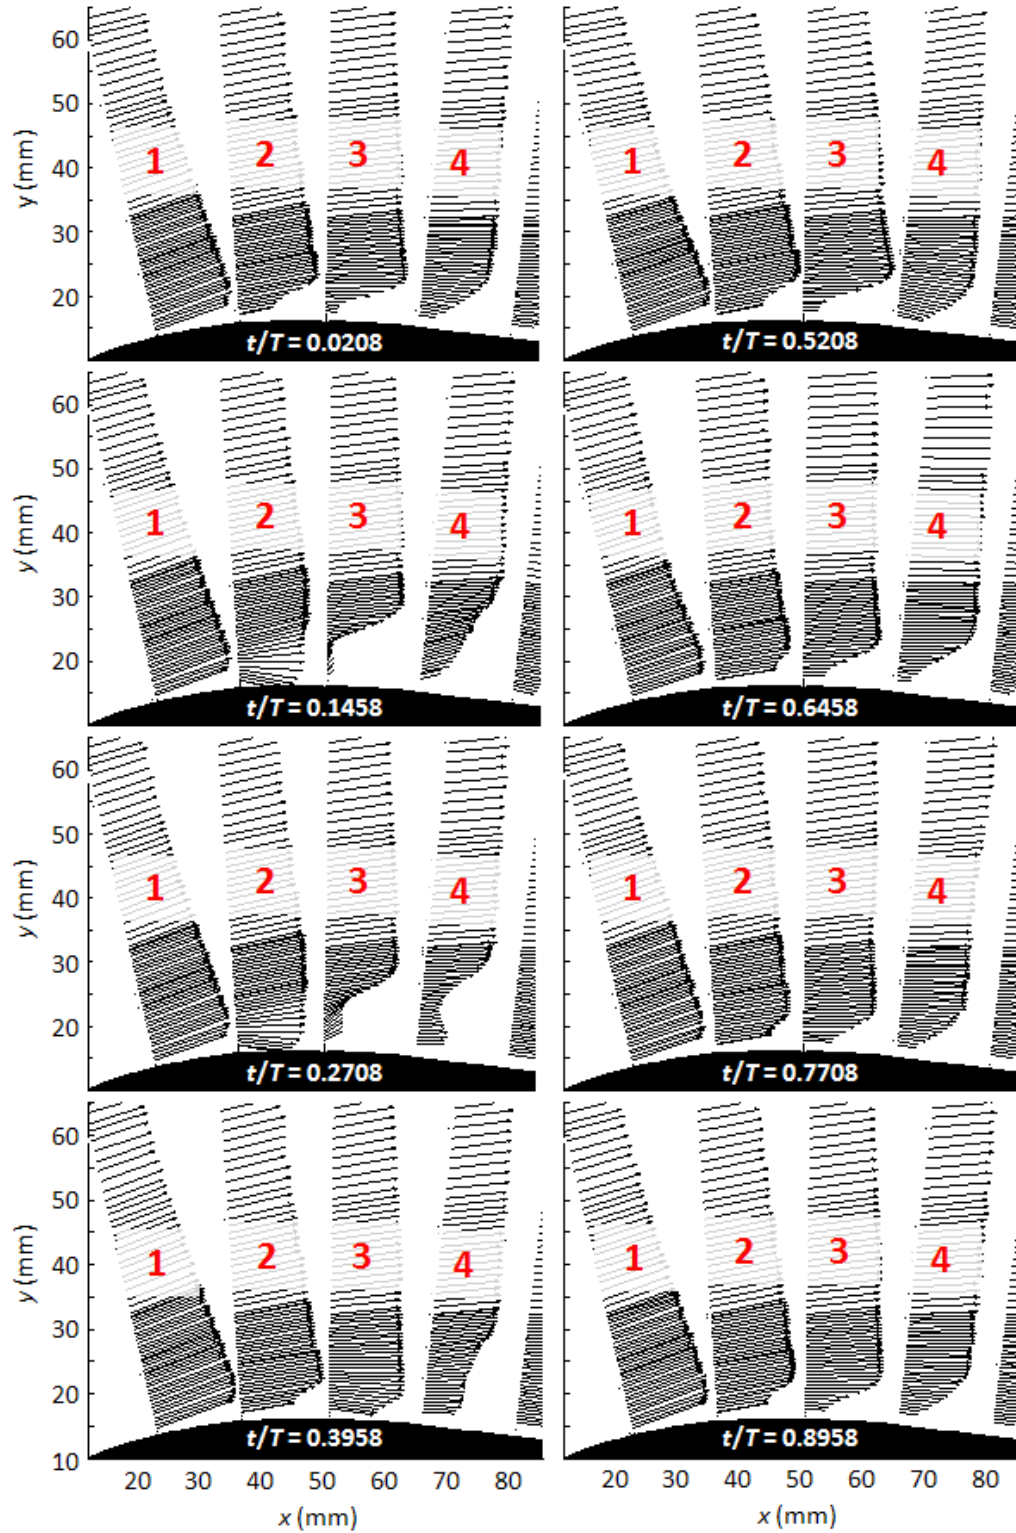 60
50
40
30
20
y (mm)
1 2 3 4
t/T = 0.0208
1 2 3 4
t/T = 0.5208
60
50
40
30
20
y (mm)
1 2 3 4
t/T = 0.1458
1 2 3 4
t/T = 0.6458
60
50
40
30
20
y (mm)
1 2 3 4
t/T = 0.2708
1 2 3 4
t/T = 0.7708
60
50
40
30
20
10
y (mm)
1 2 3 4
t/T = 0.3958
1 2 3 4
t/T = 0.8958
20 30 40 50 60 70 80
20 30 40 50 60 70 80
x (mm)
x (mm)